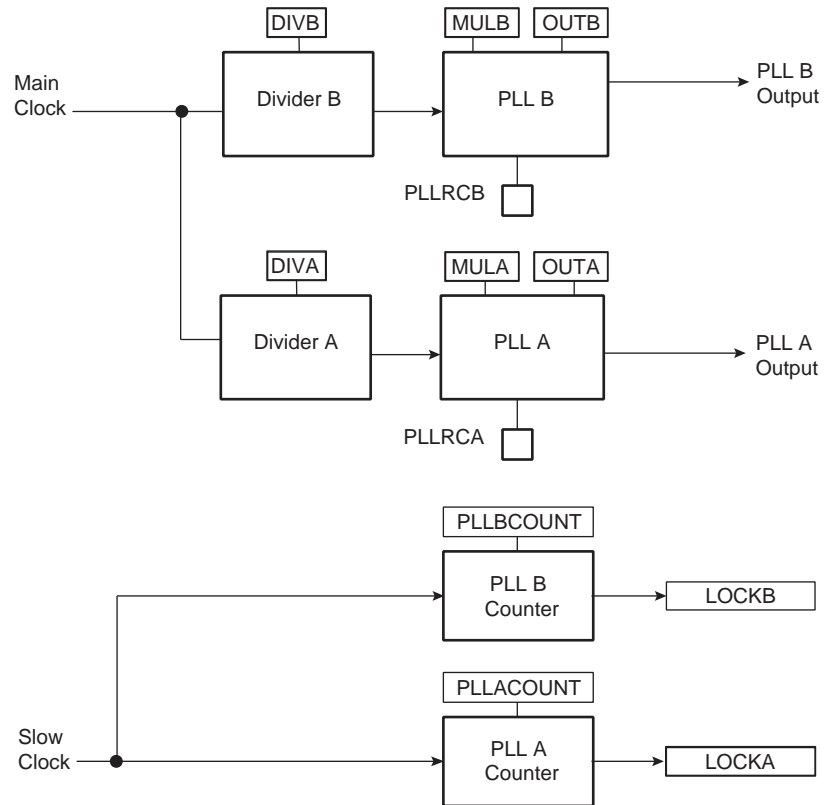 DIVB
MULB
OUTB
Main
Clock
Divider B
PLL B
PLL B
Output
PLLRCB
DIVA
MULA
OUTA
Divider A
PLL A
PLL A
Output
PLLRCA
PLLBCOUNT
PLL B
Counter
LOCKB
PLLACOUNT
Slow
Clock
PLL A
Counter
LOCKA